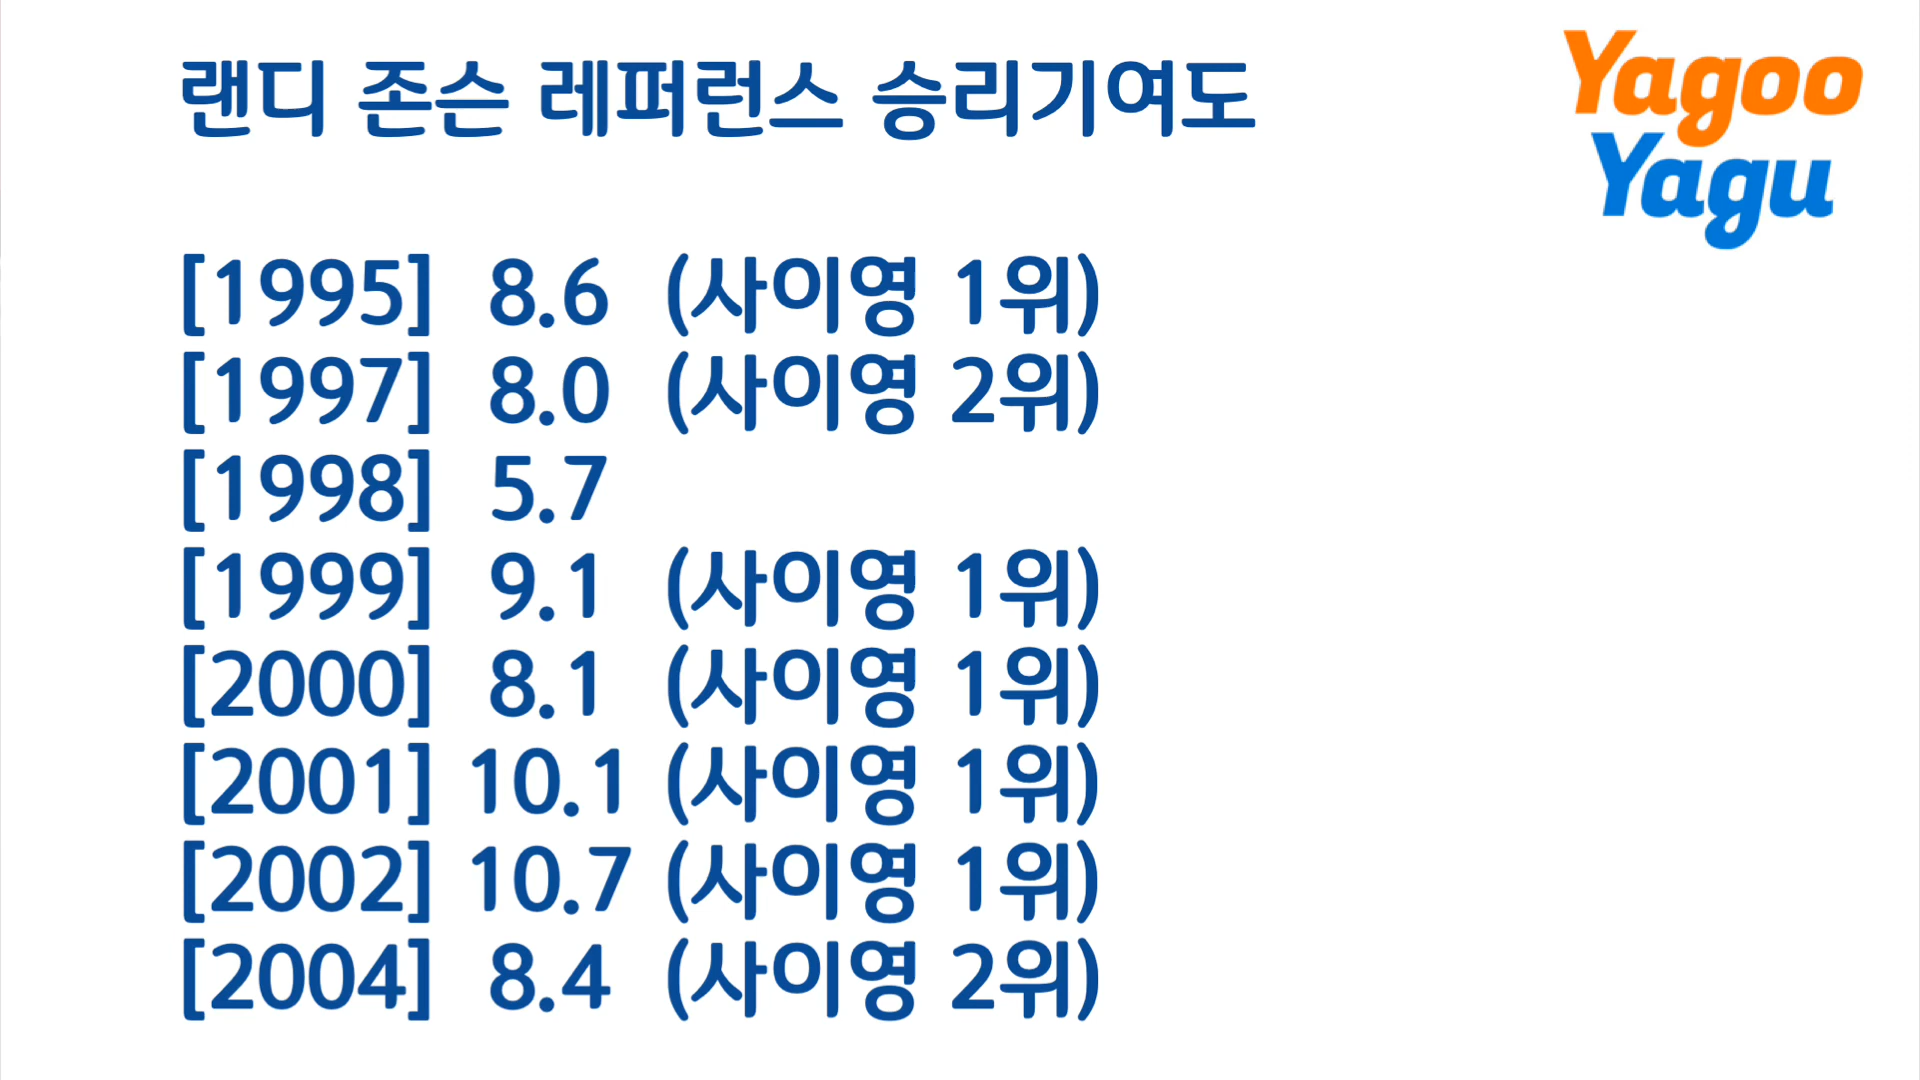 랜디 존슨 레퍼런스 승리기여도
Yagoo
Yagu
[1995] 8.6 (사이영 1위)
[1997] 8.0 (사이영 2위)
[1998] 5.7
[1999] 9.1 (사이영 1위)
[2000] 8.1 (사이영 1위)
[2001] 10.1 (사이영 1위)
[2002] 10.7 (사이영 1위)
[2004] 8.4 (사이영 2위)